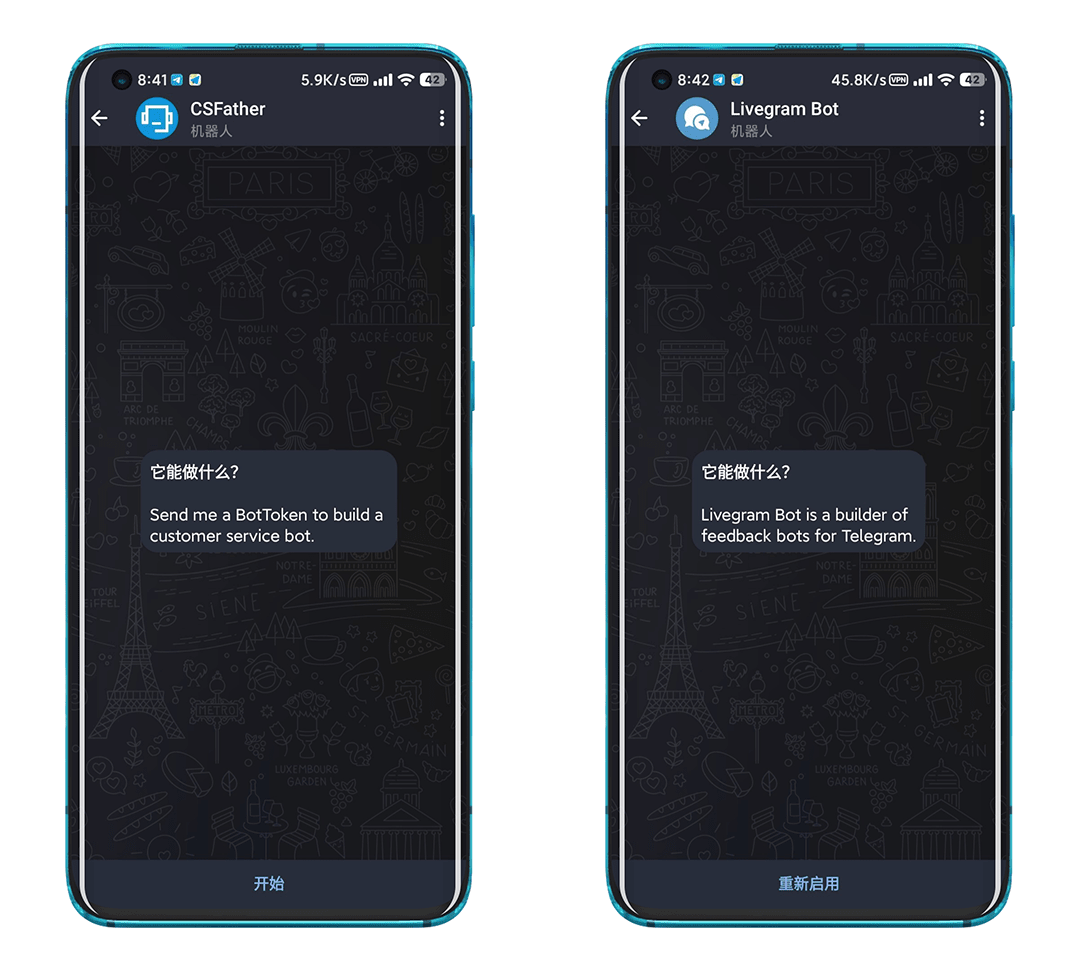 8:41
5.9K/s VPN 42
CSFather
机器人
PARIS
METRO
MOULIN
ROUGE
SACRÉ-COEUR
ARC DE
TRIOMPHE
CHAMPS
它能做什么?
Send me a BotToken to build a
customer service bot.
NOTRE-
DAME
TOUR
EIFFEL
SIENE
METRO
ST.
GERMAIN
LUXEMBOURG
GARDEN
开始
8:42
45.8K/s VPN 42
Livegram Bot
机器人
PARIS
METRO
MOULIN
ROUGE
SACRÉ-COEUR
ARC DE
TRIOMPHE
CHAMPS
它能做什么?
Livegram Bot is a builder of
feedback bots for Telegram.
NOTRE-
DAME
TOUR
EIFFEL
SIENE
METRO
ST.
GERMAIN
LUXEMBOURG
GARDEN
重新启用